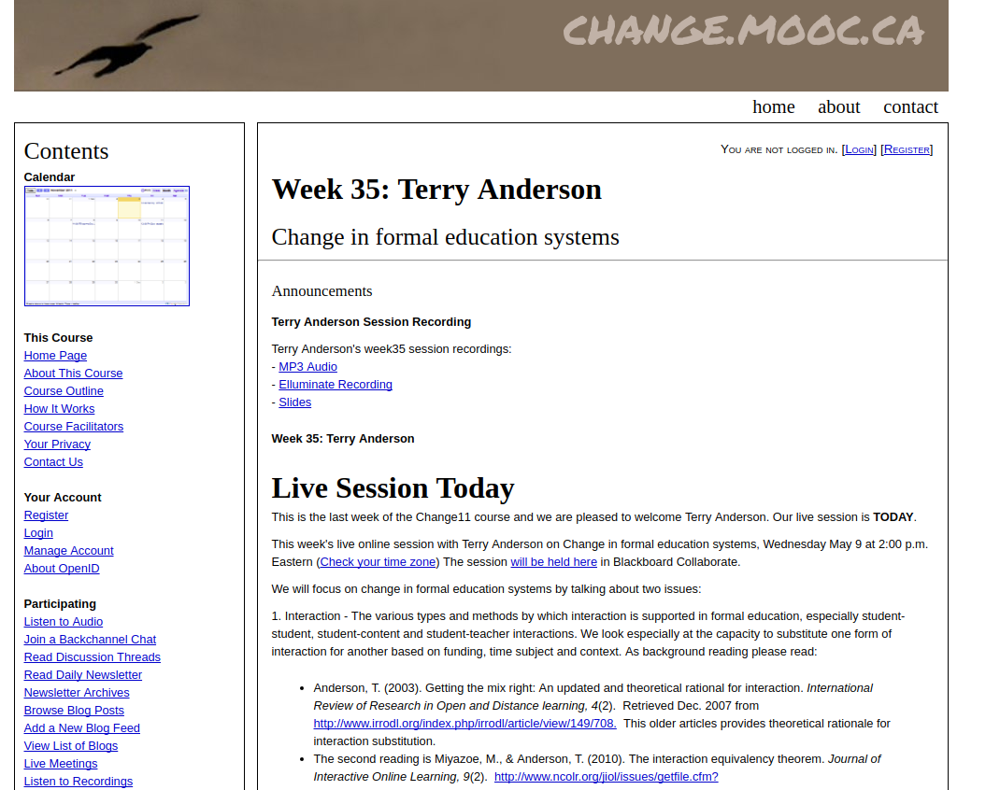 CHANGE.MOOC.CA
home about contact
Contents
Calendar
This Course
Home Page
About This Course
Course Outline
How It Works
Course Facilitators
Your Privacy
Contact Us
Your Account
Register
Login
Manage Account
About OpenID
Participating
Listen to Audio
Join a Backchannel Chat
Read Discussion Threads
Read Daily Newsletter
Newsletter Archives
Browse Blog Posts
Add a New Blog Feed
View List of Blogs
Live Meetings
Listen to Recordings
You are not logged in. [Login] [Register]
Week 35: Terry Anderson
Change in formal education systems
Announcements
Terry Anderson Session Recording
Terry Anderson's week35 session recordings:
- MP3 Audio
- Elluminate Recording
- Slides
Week 35: Terry Anderson
Live Session Today
This is the last week of the Change11 course and we are pleased to welcome Terry Anderson. Our live session is TODAY.
This week's live online session with Terry Anderson on Change in formal education systems, Wednesday May 9 at 2:00 p.m.
Eastern (Check your time zone) The session will be held here in Blackboard Collaborate.
We will focus on change in formal education systems by talking about two issues:
1. Interaction - The various types and methods by which interaction is supported in formal education, especially student-
student, student-content and student-teacher interactions. We look especially at the capacity to substitute one form of
interaction for another based on funding, time subject and context. As background reading please read:
• Anderson, T. (2003). Getting the mix right: An updated and theoretical rational for interaction. International
Review of Research in Open and Distance learning, 4(2). Retrieved Dec. 2007 from
http://www.irrodl.org/index.php/irrodl/article/view/149/708. This older articles provides theoretical rationale for
interaction substitution.
• The second reading is Miyazoe, M., & Anderson, T. (2010). The interaction equivalency theorem. Journal of
Interactive Online Learning, 9(2). http://www.ncolr.org/jiol/issues/getfile.cfm?